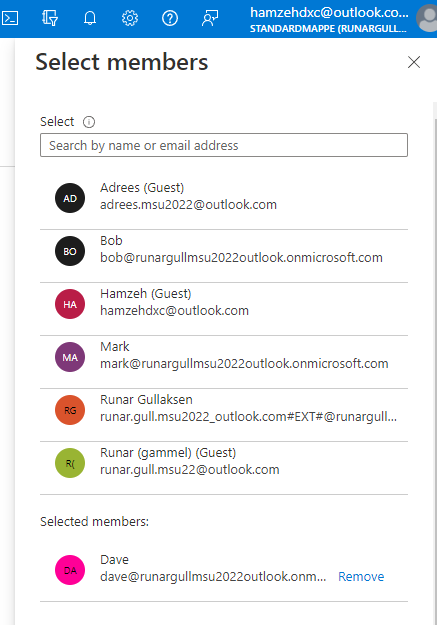 hamzehdxc@outlook.co...
STANDARDMAPPE (RUNARGULL...
Select members
Select
Search by name or email address
AD
Adrees (Guest)
adrees.msu2022@outlook.com
BO
Bob
bob@runargullmsu2022outlook.onmicrosoft.com
HA
Hamzeh (Guest)
hamzehdxc@outlook.com
MA
Mark
mark@runargullmsu2022outlook.onmicrosoft.com
RG
Runar Gullaksen
runar.gull.msu2022_outlook.com#EXT#@runargull...
R(
Runar (gammel) (Guest)
runar.gull.msu22@outlook.com
Selected members:
DA
Dave
dave@runargullmsu2022outlook.onm... Remove